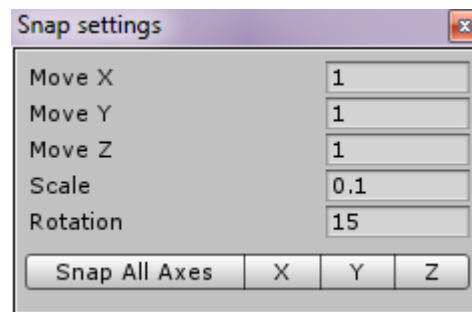 Snap settings
Move X 1
Move Y 1
Move Z 1
Scale 0.1
Rotation 15
Snap All Axes X Y Z